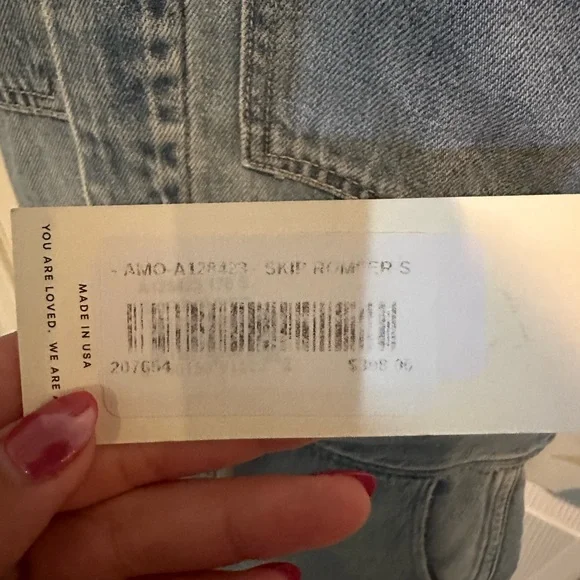 YOU ARE LOVED. WE ARE
MADE IN USA
- AMO-A128423 - SKIP ROMPER S
207654